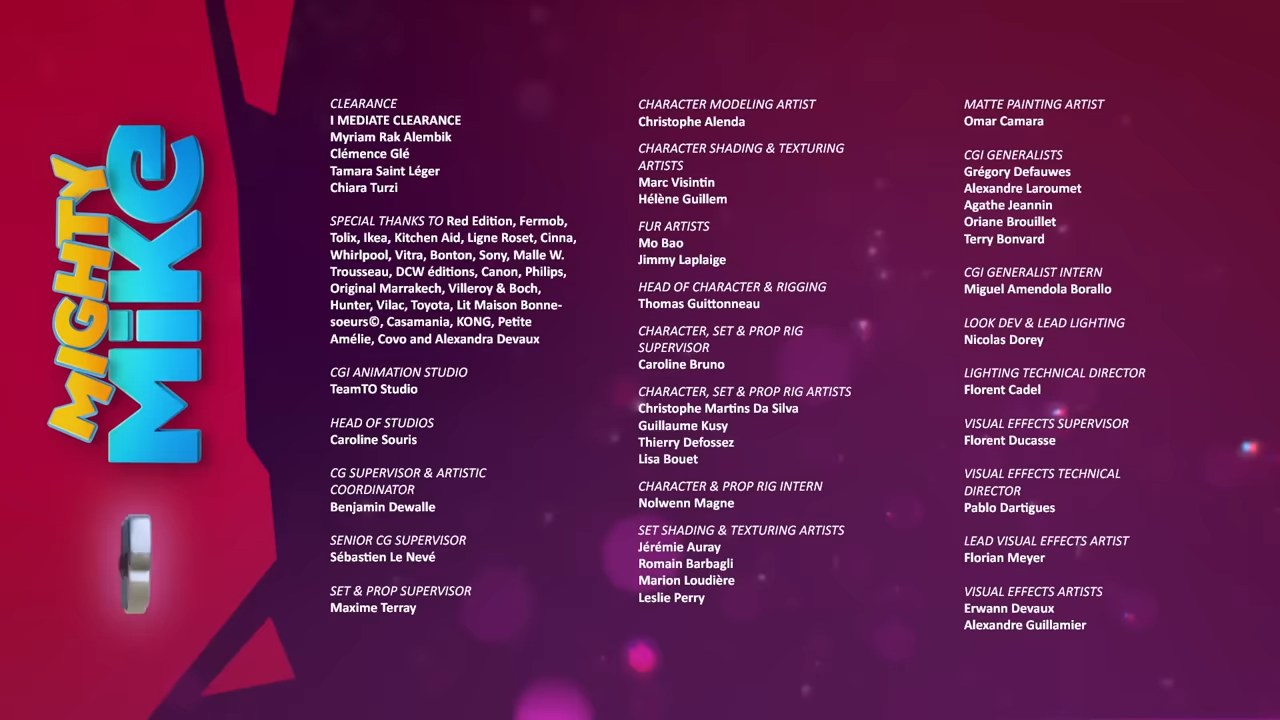 MIGHTY
MiKe
CLEARANCE
I MEDIATE CLEARANCE
Myriam Rak Alembik
Clémence Glé
Tamara Saint Léger
Chiara Turzi
SPECIAL THANKS TO Red Edition, Fermob,
Tolix, Ikea, Kitchen Aid, Ligne Roset, Cinna,
Whirlpool, Vitra, Bonton, Sony, Malle W.
Trousseau, DCW éditions, Canon, Philips,
Original Marrakech, Villeroy & Boch,
Hunter, Vilac, Toyota, Lit Maison Bonne-
soeurs©, Casamania, KONG, Petite
Amélie, Covo and Alexandra Devaux
CGI ANIMATION STUDIO
TeamTO Studio
HEAD OF STUDIOS
Caroline Souris
CG SUPERVISOR & ARTISTIC
COORDINATOR
Benjamin Dewalle
SENIOR CG SUPERVISOR
Sébastien Le Nevé
SET & PROP SUPERVISOR
Maxime Terray
CHARACTER MODELING ARTIST
Christophe Alenda
CHARACTER SHADING & TEXTURING
ARTISTS
Marc Visintin
Hélène Guillem
FUR ARTISTS
Mo Bao
Jimmy Laplaige
HEAD OF CHARACTER & RIGGING
Thomas Guittonneau
CHARACTER, SET & PROP RIG
SUPERVISOR
Caroline Bruno
CHARACTER, SET & PROP RIG ARTISTS
Christophe Martins Da Silva
Guillaume Kusy
Thierry Defossez
Lisa Bouet
CHARACTER & PROP RIG INTERN
Nolwenn Magne
SET SHADING & TEXTURING ARTISTS
Jérémie Auray
Romain Barbagli
Marion Loudière
Leslie Perry
MATTE PAINTING ARTIST
Omar Camara
CGI GENERALISTS
Grégory Defauwes
Alexandre Laroumet
Agathe Jeannin
Oriane Brouillet
Terry Bonvard
CGI GENERALIST INTERN
Miguel Amendola Borallo
LOOK DEV & LEAD LIGHTING
Nicolas Dorey
LIGHTING TECHNICAL DIRECTOR
Florent Cadel
VISUAL EFFECTS SUPERVISOR
Florent Ducasse
VISUAL EFFECTS TECHNICAL
DIRECTOR
Pablo Dartigues
LEAD VISUAL EFFECTS ARTIST
Florian Meyer
VISUAL EFFECTS ARTISTS
Erwann Devaux
Alexandre Guillamier